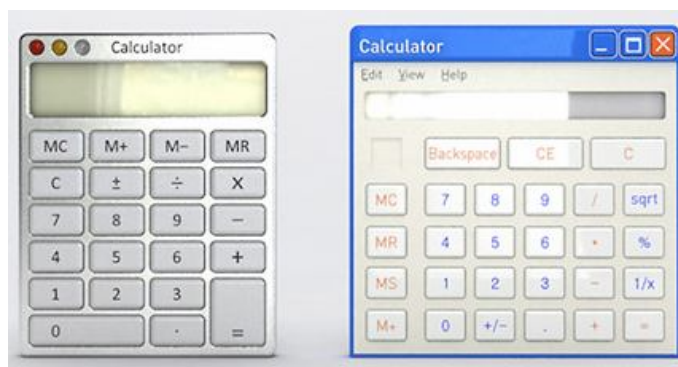 Calculator
MC M+ M− MR
C ± ÷ X
7 8 9 −
4 5 6 +
1 2 3
0 . =
Calculator
Edit View Help
Backspace CE C
MC 7 8 9 / sqrt
MR 4 5 6 * %
MS 1 2 3 - 1/x
M+ 0 +/- . + =